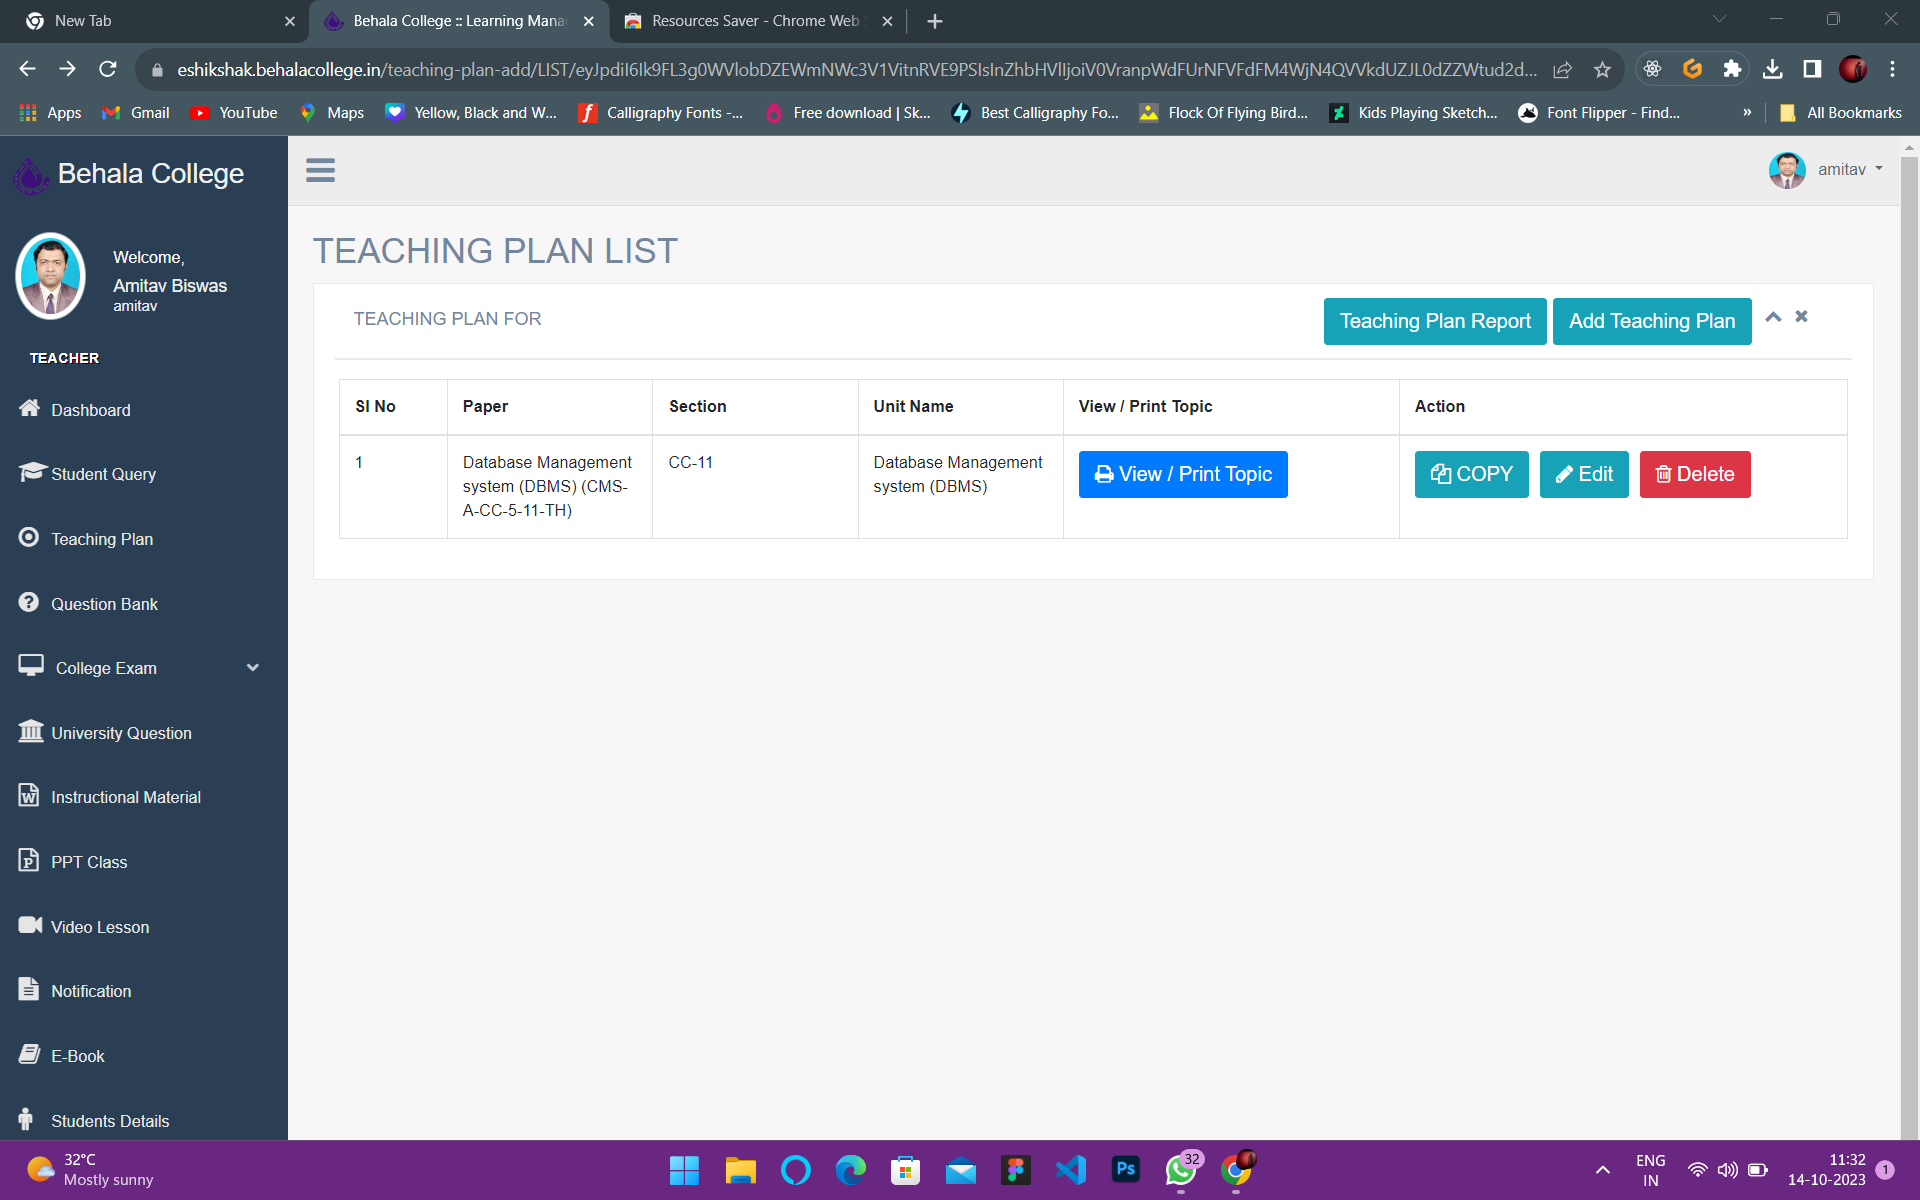 New Tab
Behala College :: Learning Mana
Resources Saver - Chrome Web
eshikshak.behalacollege.in/teaching-plan-add/LIST/
Apps
Gmail
YouTube
Maps
Yellow, Black and W...
Calligraphy Fonts -...
Free download | Sk...
Best Calligraphy Fo...
Flock Of Flying Bird...
Kids Playing Sketch...
Font Flipper - Find...
»
All Bookmarks
Behala College
amitav
Welcome,
Amitav Biswas
amitav
TEACHER
Dashboard
Student Query
Teaching Plan
Question Bank
College Exam
University Question
Instructional Material
PPT Class
Video Lesson
Notification
E-Book
Students Details
TEACHING PLAN LIST
TEACHING PLAN FOR
Teaching Plan Report
Add Teaching Plan
Sl No
Paper
Section
Unit Name
View / Print Topic
Action
1
Database Management
system (DBMS) (CMS-
A-CC-5-11-TH)
CC-11
Database Management
system (DBMS)
View / Print Topic
COPY
Edit
Delete
32°C
Mostly sunny
Ps
32
ENG
IN
11:32
14-10-2023
1